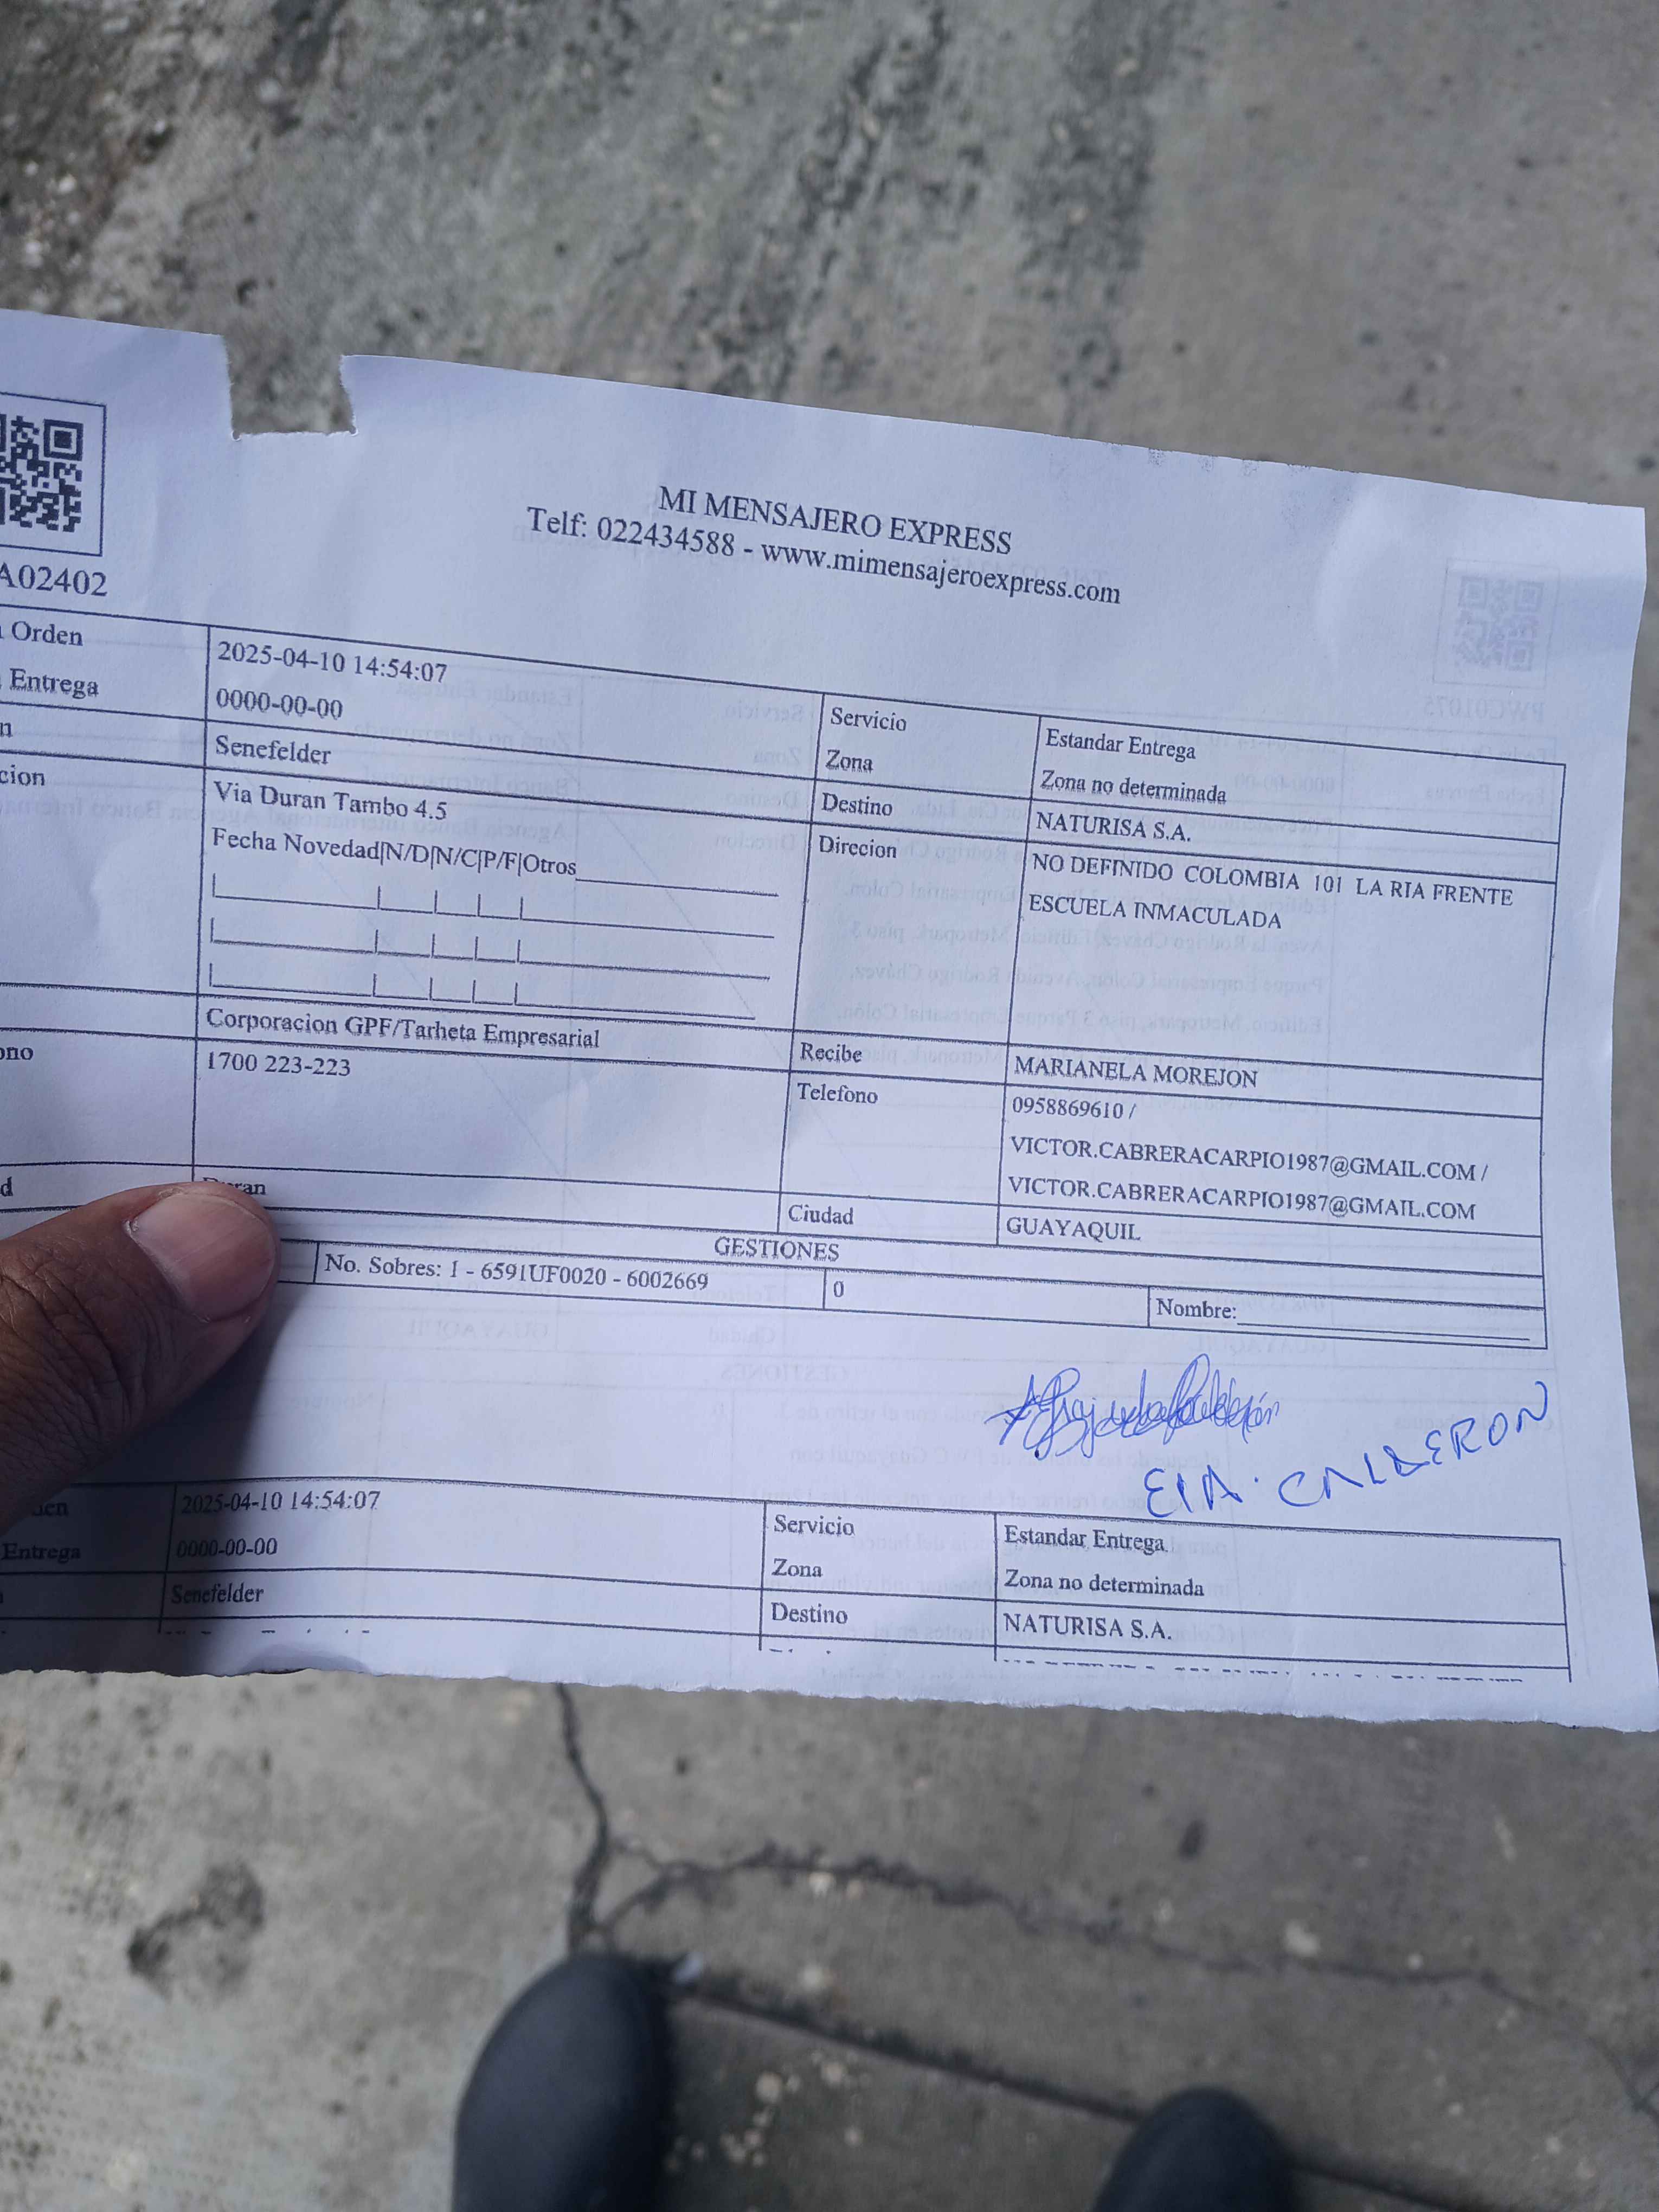 MI MENSAJERO EXPRESS
Telf: 022434588 - www.mimensajeroexpress.com
A02402
Orden 2025-04-10 14:54:07
Entrega 0000-00-00
Servicio Estandar Entrega
Zona Zona no determinada
Senefelder
Destino NATURISA S.A.
cion Via Duran Tambo 4.5
Fecha Novedad|N/D|N/C|P/F|Otros
Direcion NO DEFINIDO COLOMBIA 101 LA RIA FRENTE
ESCUELA INMACULADA
Corporacion GPF/Tarheta Empresarial
Recibe MARIANELA MOREJON
ono 1700 223-223
Telefono 0958869610 /
VICTOR.CABRERACARPIO1987@GMAIL.COM /
VICTOR.CABRERACARPIO1987@GMAIL.COM
d Duran
Ciudad GUAYAQUIL
GESTIONES
No. Sobres: 1 - 6591UF0020 - 6002669 0 Nombre:
CALDERON
den 2025-04-10 14:54:07
Entrega 0000-00-00
Servicio Estandar Entrega
Zona Zona no determinada
Senefelder
Destino NATURISA S.A.